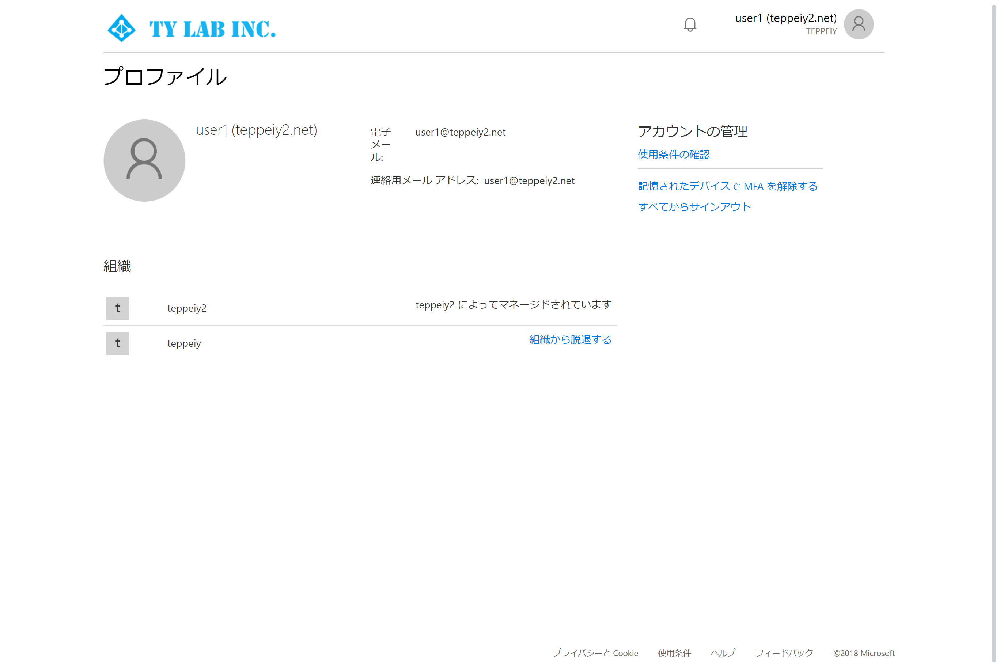 TY LAB INC.
user1 (teppeiy2.net)
TEPPEIY
プロファイル
user1 (teppeiy2.net)
電子
メー
ル:
user1@teppeiy2.net
連絡用メール アドレス: user1@teppeiy2.net
アカウントの管理
使用条件の確認
記憶されたデバイスで MFA を解除する
すべてからサインアウト
組織
t
teppeiy2
teppeiy2 によってマネージドされています
t
teppeiy
組織から脱退する
プライバシーと Cookie
使用条件
ヘルプ
フィードバック
©2018 Microsoft